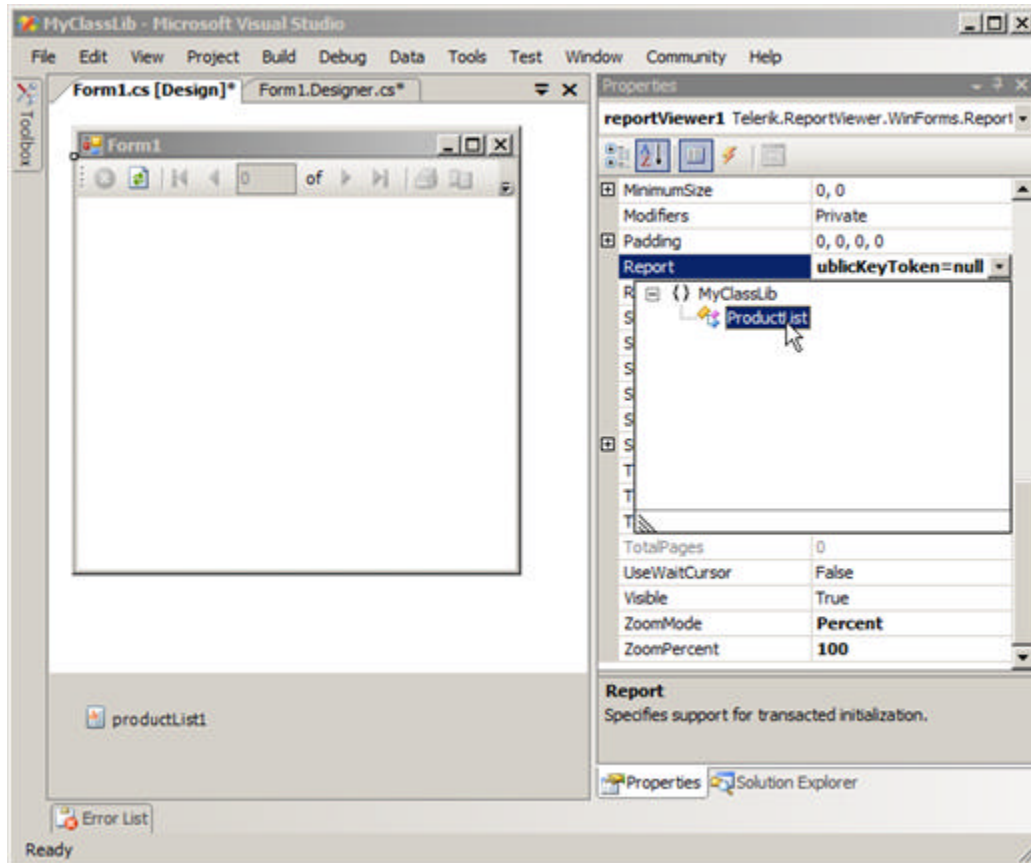 MyClassLib - Microsoft Visual Studio
File Edit View Project Build Debug Data Tools Test Window Community Help
Toolbox
Form1.cs [Design]* Form1.Designer.cs*
Form1
0 of
productList1
Properties
reportViewer1 Telerik.ReportViewer.WinForms.Report
MinimumSize 0, 0
Modifiers Private
Padding 0, 0, 0, 0
Report ublicKeyToken=null
R
{} MyClassLib
S
ProductList
S
S
S
S
S
T
T
T
TotalPages 0
UseWaitCursor False
Visible True
ZoomMode Percent
ZoomPercent 100
Report
Specifies support for transacted initialization.
Properties Solution Explorer
Error List
Ready